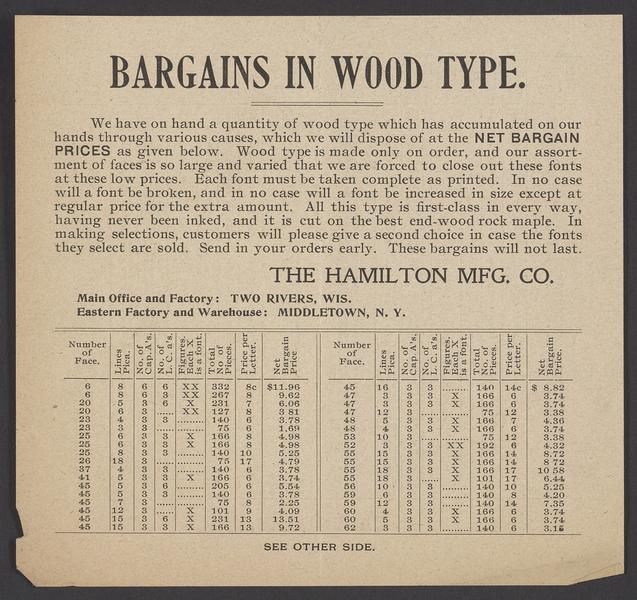 BARGAINS IN WOOD TYPE.
We have on hand a quantity of wood type which has accumulated on our
hands through various causes, which we will dispose of at the NET BARGAIN
PRICES as given below. Wood type is made only on order, and our assort-
ment of faces is so large and varied that we are forced to close out these fonts
at these low prices. Each font must be taken complete as printed. In no case
will a font be broken, and in no case will a font be increased in size except at
regular price for the extra amount. All this type is first-class in every way,
having never been inked, and it is cut on the best end-wood rock maple. In
making selections, customers will please give a second choice in case the fonts
they select are sold. Send in your orders early. These bargains will not last.
THE HAMILTON MFG. CO.
Main Office and Factory: TWO RIVERS, WIS.
Eastern Factory and Warehouse: MIDDLETOWN, N. Y.
Number of Face. Lines Pica. No. of Cap. A's. No. of L. C. a's. Figures. Each X is a font. Total No. of Pieces. Price per Letter. Net Bargain Price. Number of Face. Lines Pica. No. of Cap. A's. No. of L. C. a's. Figures. Each X is a font. Total No. of Pieces. Price per Letter. Net Bargain Price.
6 8 6 6 XX 332 8c $11.96 45 16 3 3 ........ 140 14c $ 8.82
6 8 6 3 XX 267 8 9.62 47 3 3 3 X 166 6 3.74
20 5 3 6 X 231 7 6.06 47 3 3 3 X 166 6 3.74
20 6 3 ...... XX 127 8 3 81 47 12 3 ...... ........ 75 12 3.38
23 4 3 3 ........ 140 6 3.78 48 5 3 3 X 166 7 4.36
23 3 3 ...... ........ 75 6 1.69 48 4 3 3 X 166 6 3.74
25 6 3 3 X 166 8 4.98 53 10 3 ...... ........ 75 12 3.38
25 6 3 3 X 166 8 4.98 52 3 3 3 XX 192 6 4.32
25 8 3 3 ........ 140 10 5.25 55 15 3 3 X 166 14 8.72
26 18 3 ...... ........ 75 17 4.79 55 15 3 3 X 166 14 8 72
37 4 3 3 ........ 140 6 3.78 55 18 3 3 X 166 17 10 58
41 5 3 3 X 166 6 3.74 55 18 3 ...... X 101 17 6.44
45 5 3 6 ........ 205 6 5.54 56 10 3 3 ........ 140 10 5.25
45 5 3 3 ........ 140 6 3.78 59 6 3 3 ........ 140 8 4.20
45 7 3 ...... ........ 75 8 2.25 59 12 3 3 ........ 140 14 7.35
45 12 3 ...... X 101 9 4.09 60 4 3 3 X 166 6 3.74
45 15 3 6 X 231 13 13.51 60 5 3 3 X 166 6 3.74
45 15 3 3 X 166 13 9.72 62 3 3 3 ........ 140 6 3.15
SEE OTHER SIDE.